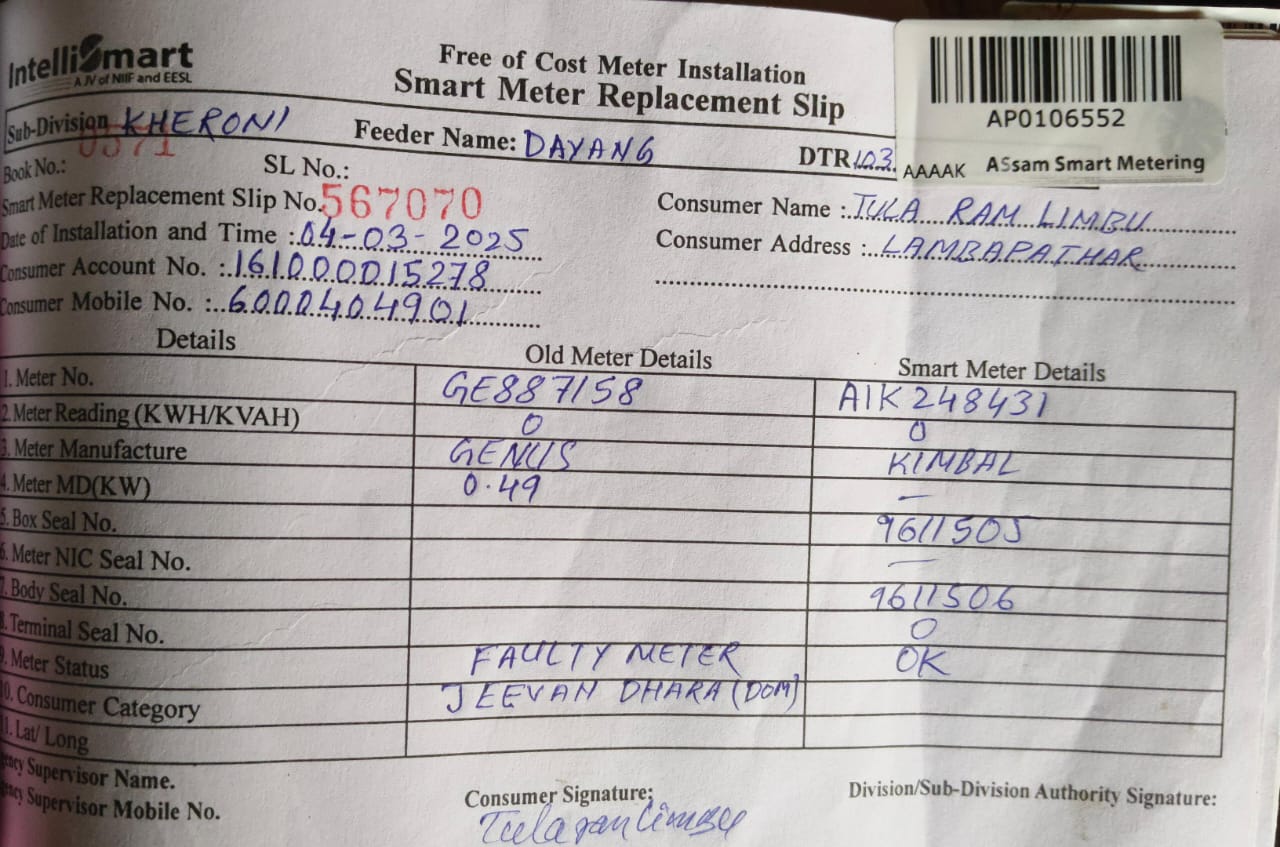 IntelliSmart
A JV of NIIF and EESL
Free of Cost Meter Installation
Smart Meter Replacement Slip
AP0106552
AAAAK ASsam Smart Metering
Sub-Division KHERONI Feeder Name: DAYANG DTR 103
Book No.: 0571 SL No.:
Smart Meter Replacement Slip No. 567070
Consumer Name : TULA RAM LIMBU
Date of Installation and Time : 04-03-2025
Consumer Address : LAMBAPATHAR
Consumer Account No. : 161000015278
Consumer Mobile No. : 6000404901
Details Old Meter Details Smart Meter Details
1. Meter No. GE887158 AIK248431
2. Meter Reading (KWH/KVAH) 0 0
3. Meter Manufacture GENUS KIMBAL
4. Meter MD(KW) 0.49 —
5. Box Seal No. 9611505
6. Meter NIC Seal No. —
7. Body Seal No. 9611506
8. Terminal Seal No. 0
9. Meter Status FAULTY METER OK
10. Consumer Category JEEVAN DHARA (DOM)
11. Lat/ Long
Supervisor Name.
Supervisor Mobile No.
Consumer Signature:
Tularam Limbu
Division/Sub-Division Authority Signature: